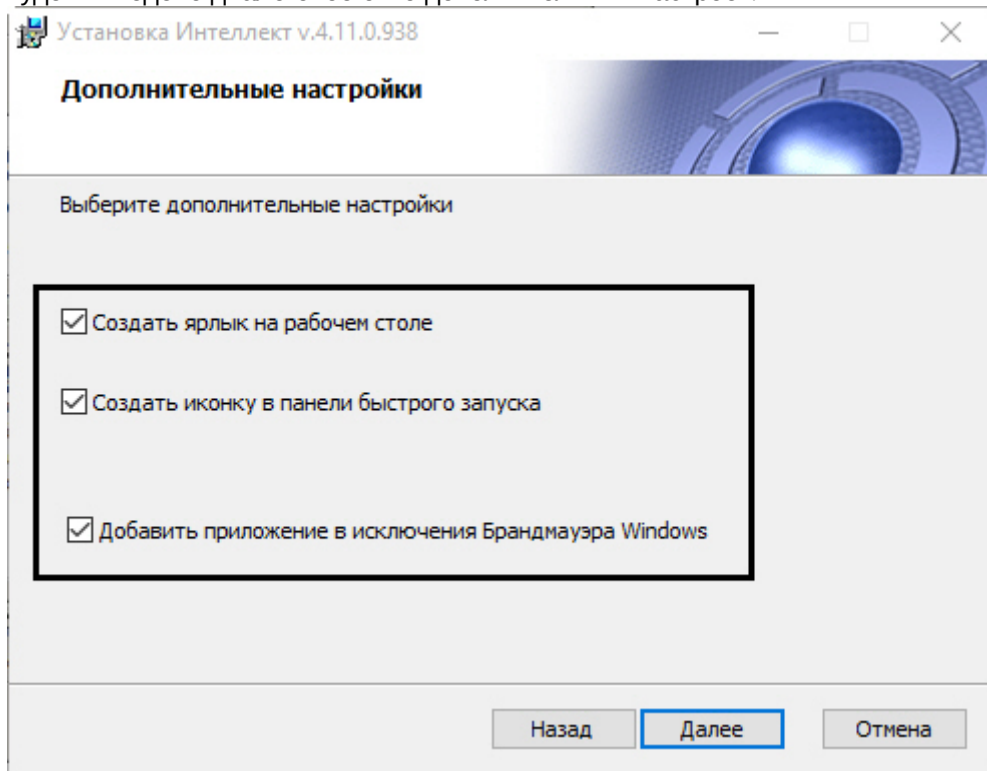 Установка Интеллект v.4.11.0.938
Дополнительные настройки
Выберите дополнительные настройки
Создать ярлык на рабочем столе
Создать иконку в панели быстрого запуска
Добавить приложение в исключения Брандмауэра Windows
Назад Далее Отмена